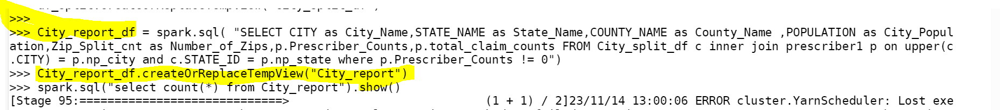 >>>
>>> City_report_df = spark.sql( "SELECT CITY as City_Name,STATE_NAME as State_Name,COUNTY_NAME as County_Name ,POPULATION as City_Popul
ation,Zip_Split_cnt as Number_of_Zips,p.Prescriber_Counts,p.total_claim_counts FROM City_split_df c inner join prescriber1 p on upper(c
.CITY) = p.np_city and c.STATE_ID = p.np_state where p.Prescriber_Counts != 0")
>>> City_report_df.createOrReplaceTempView("City_report")
>>> spark.sql("select count(*) from City_report").show()
[Stage 95:=============================>                            (1 + 1) / 2]23/11/14 13:00:06 ERROR cluster.YarnScheduler: Lost exe